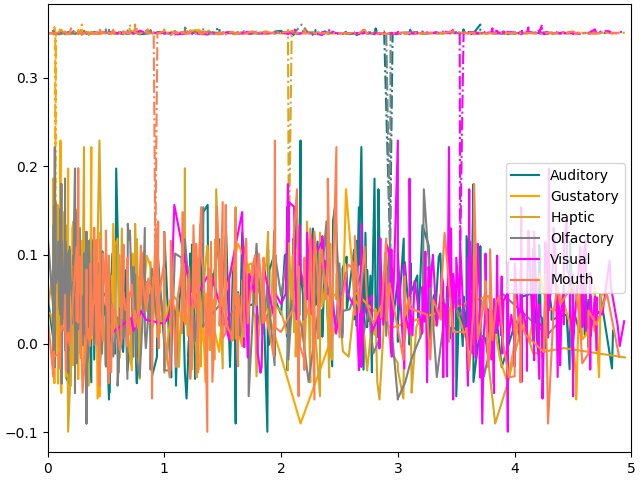 0.3
0.2
0.1
0.0
−0.1
0 1 2 3 4 5
Auditory
Gustatory
Haptic
Olfactory
Visual
Mouth